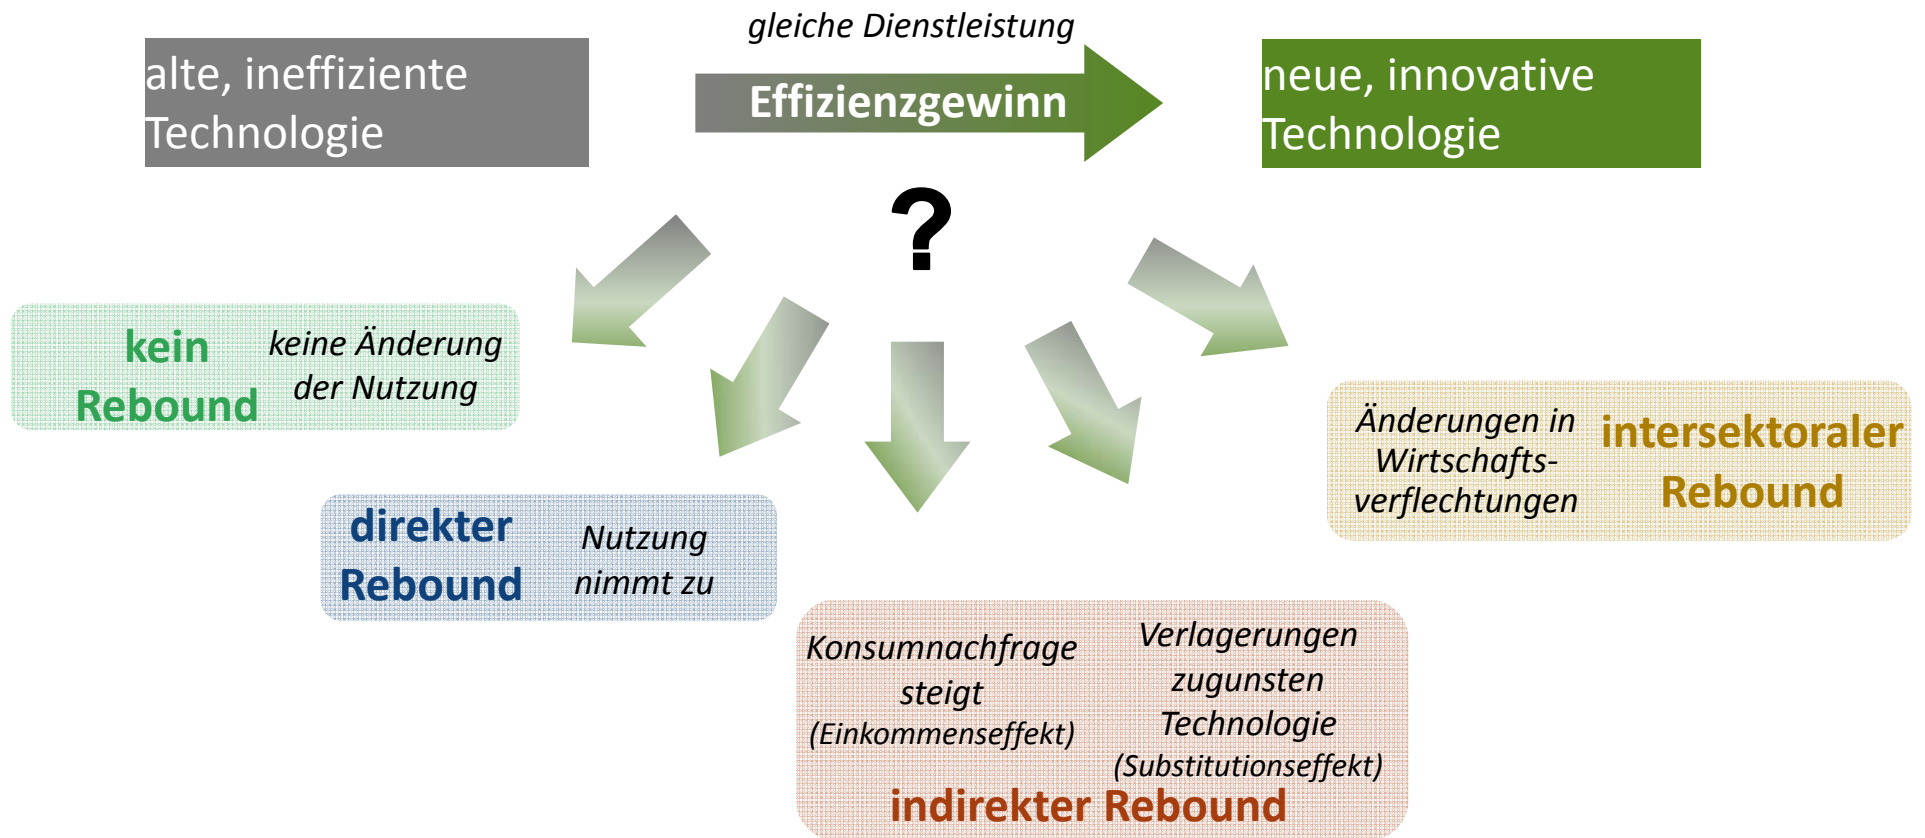 gleiche Dienstleistung
alte, ineffiziente
Technologie
Effizienzgewinn
neue, innovative
Technologie
?
kein
Rebound
keine Änderung
der Nutzung
direkter
Rebound
Nutzung
nimmt zu
Konsumnachfrage
steigt
(Einkommenseffekt)
Verlagerungen
zugunsten
Technologie
(Substitutionseffekt)
indirekter Rebound
Änderungen in
Wirtschafts-
verflechtungen
intersektoraler
Rebound